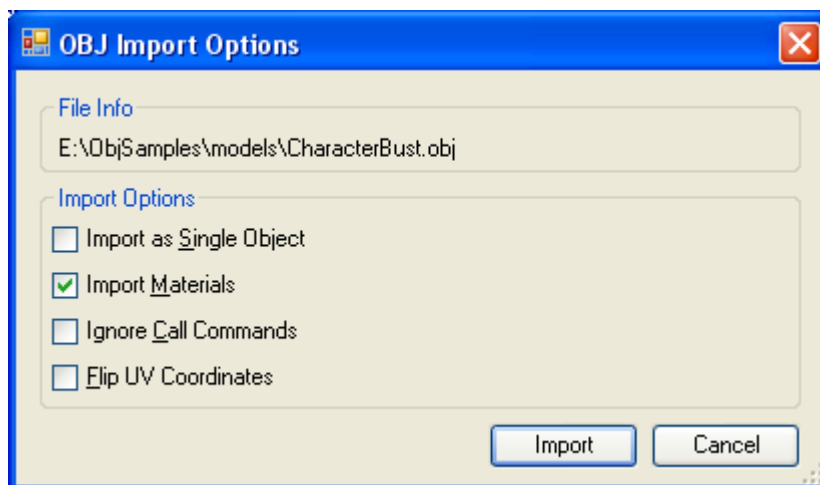 OBJ Import Options
File Info
E:\ObjSamples\models\CharacterBust.obj
Import Options
Import as Single Object
Import Materials
Ignore Call Commands
Flip UV Coordinates
Import Cancel